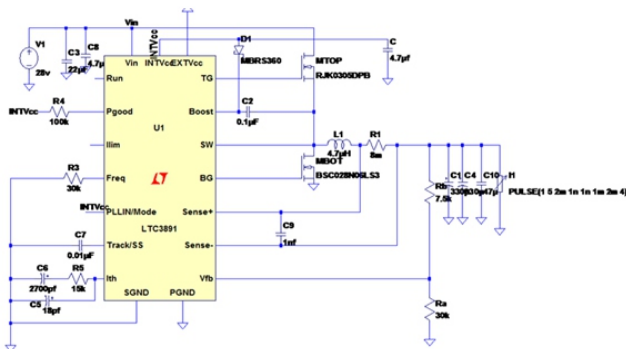 Vin
V1
28v
C3
22µF
C8
4.7µ
Vin
INTVcc
INTVcc
EXTVcc
D1
MBRS360
MTOP
RJK0305DPB
C
4.7µf
Run
TG
INTVcc
R4
100k
Pgood
Boost
C2
0.1µF
U1
Ilim
SW
L1
4.7µH
R1
8m
MBOT
BSC028N06LS3
R3
30k
Freq
BG
Rb
7.5k
C1
330µ
C4
330µ
C10
47µ
I1
PULSE(1 5 2m 1n 1n 1m 2m 4)
INTVcc
PLLIN/Mode
Sense+
LTC3891
C9
1nf
C7
0.01µF
Track/SS
Sense-
C6
2700pf
R5
15k
Ith
Vfb
C5
18pf
SGND
PGND
Ra
30k